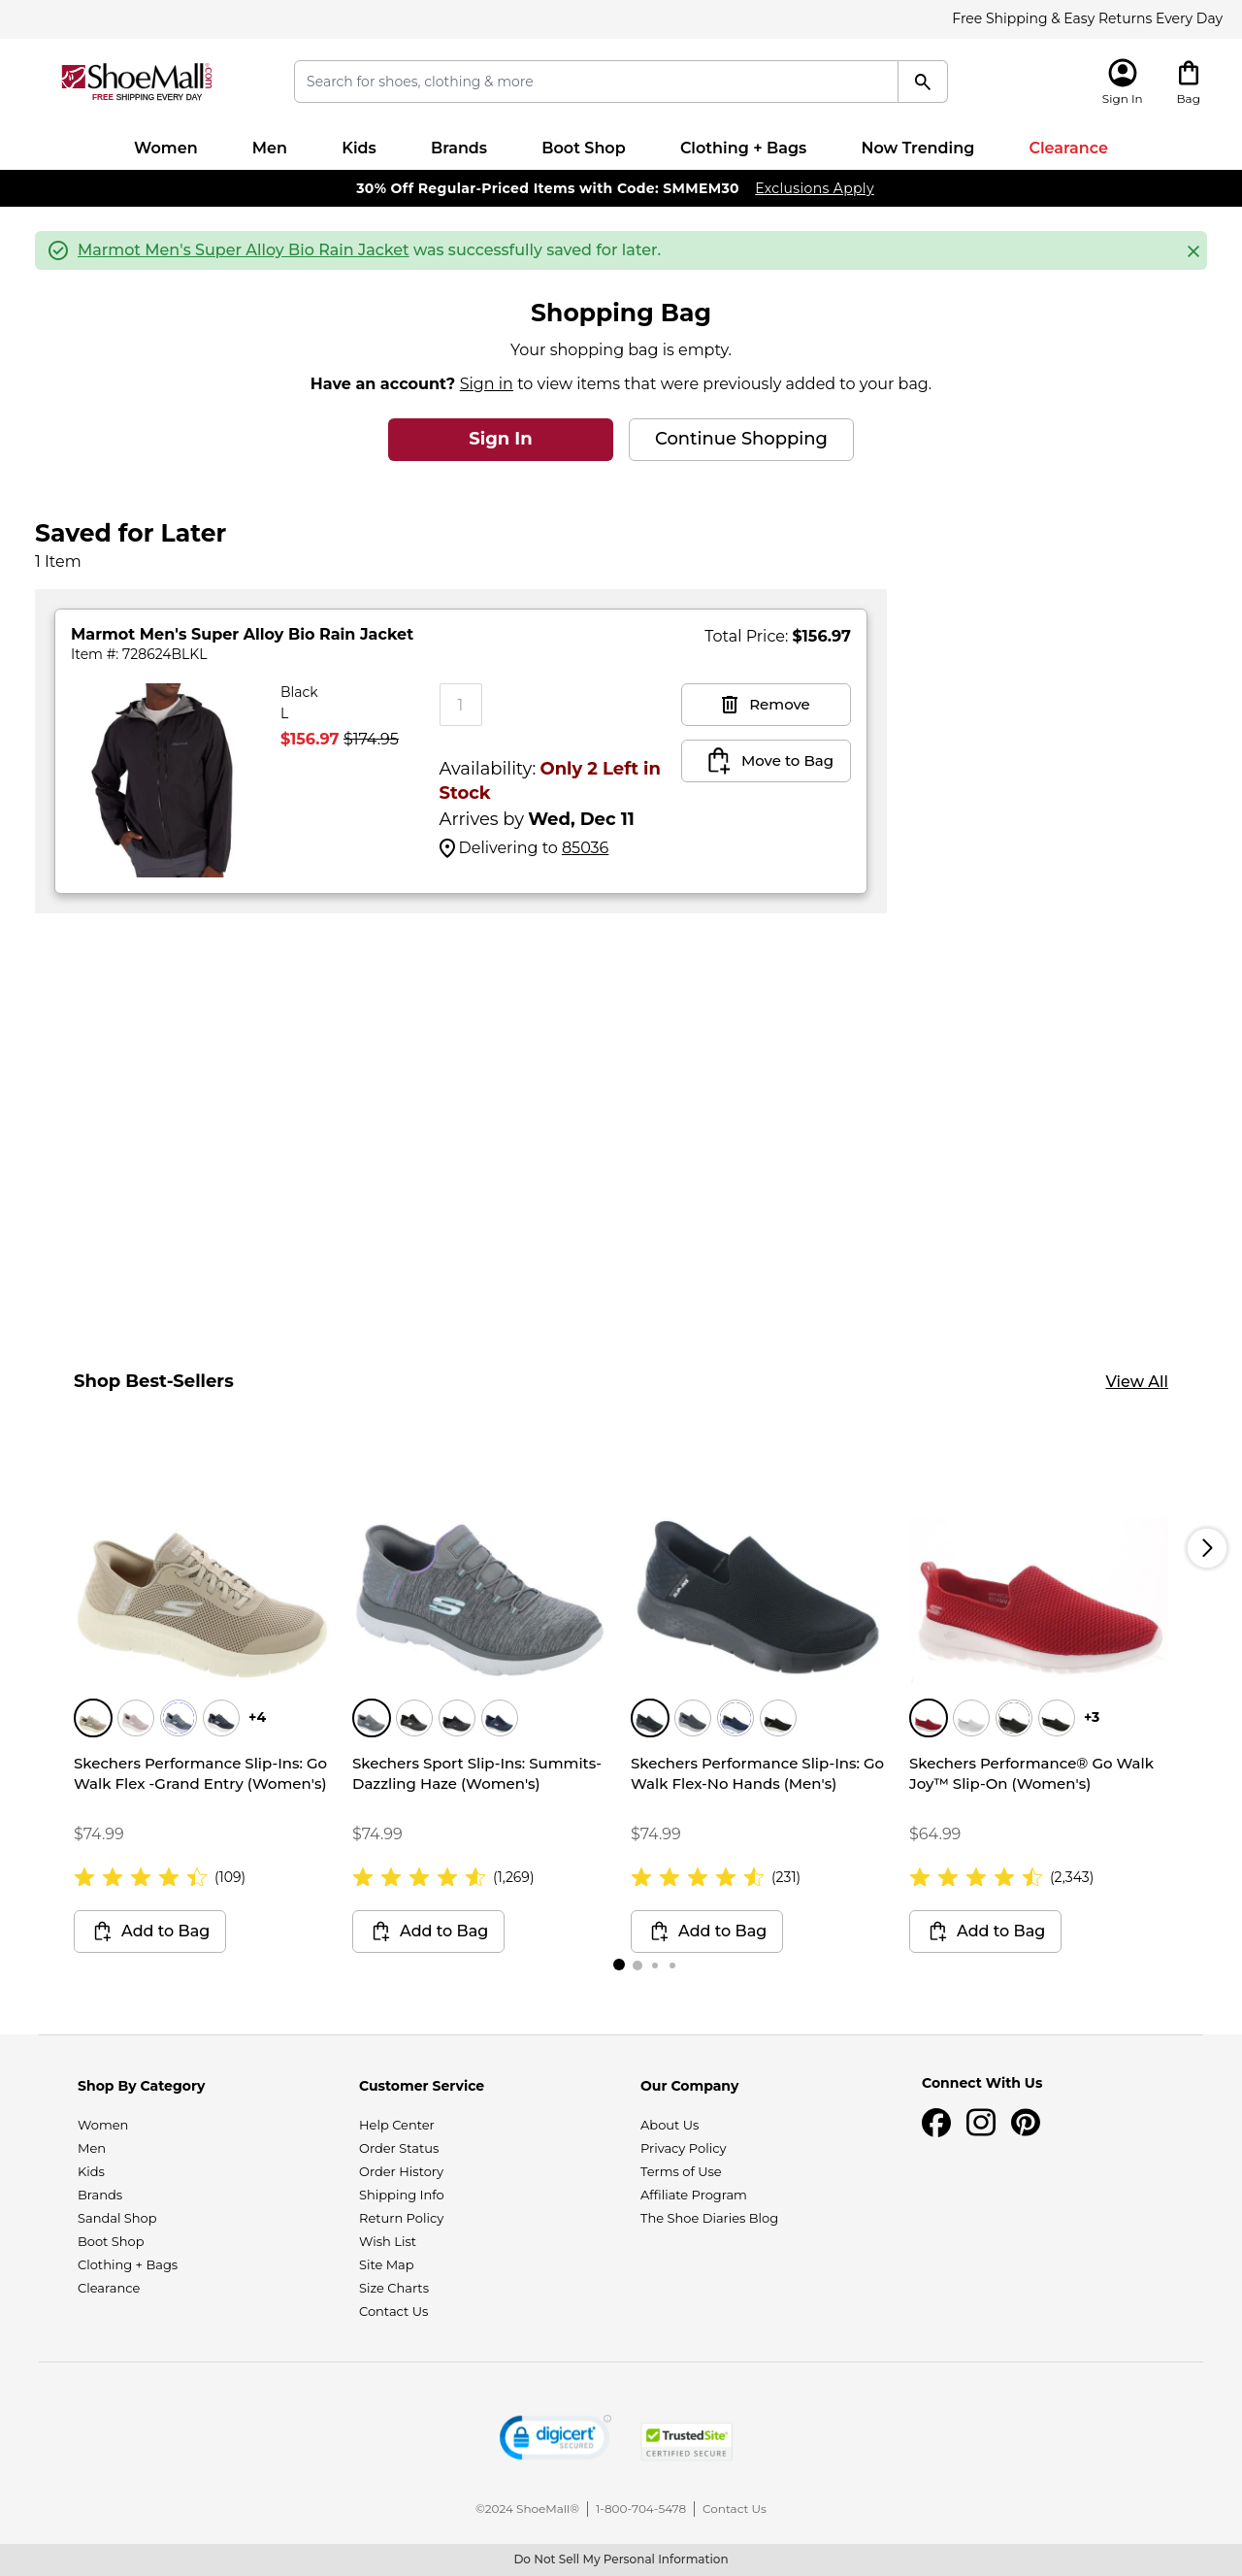 Free Shipping & Easy Returns Every Day
ShoeMall.com
FREE SHIPPING EVERY DAY
Search for shoes, clothing & more
Sign In
Bag
Women
Men
Kids
Brands
Boot Shop
Clothing + Bags
Now Trending
Clearance
30% Off Regular-Priced Items with Code: SMMEM30 Exclusions Apply
Marmot Men's Super Alloy Bio Rain Jacket was successfully saved for later.
Shopping Bag
Your shopping bag is empty.
Have an account? Sign in to view items that were previously added to your bag.
Sign In
Continue Shopping
Saved for Later
1 Item
Marmot Men's Super Alloy Bio Rain Jacket
Total Price: $156.97
Item #: 728624BLKL
Black
L
$156.97 $174.95
1
Availability: Only 2 Left in
Stock
Arrives by Wed, Dec 11
Delivering to 85036
Remove
Move to Bag
Shop Best-Sellers
View All
+4
+3
Skechers Performance Slip-Ins: Go
Walk Flex -Grand Entry (Women's)
$74.99
(109)
Add to Bag
Skechers Sport Slip-Ins: Summits-
Dazzling Haze (Women's)
$74.99
(1,269)
Add to Bag
Skechers Performance Slip-Ins: Go
Walk Flex-No Hands (Men's)
$74.99
(231)
Add to Bag
Skechers Performance® Go Walk
Joy™ Slip-On (Women's)
$64.99
(2,343)
Add to Bag
Shop By Category
Women
Men
Kids
Brands
Sandal Shop
Boot Shop
Clothing + Bags
Clearance
Customer Service
Help Center
Order Status
Order History
Shipping Info
Return Policy
Wish List
Site Map
Size Charts
Contact Us
Our Company
About Us
Privacy Policy
Terms of Use
Affiliate Program
The Shoe Diaries Blog
Connect With Us
digicert
SECURED
TrustedSite
CERTIFIED SECURE
©2024 ShoeMall® | 1-800-704-5478 | Contact Us
Do Not Sell My Personal Information